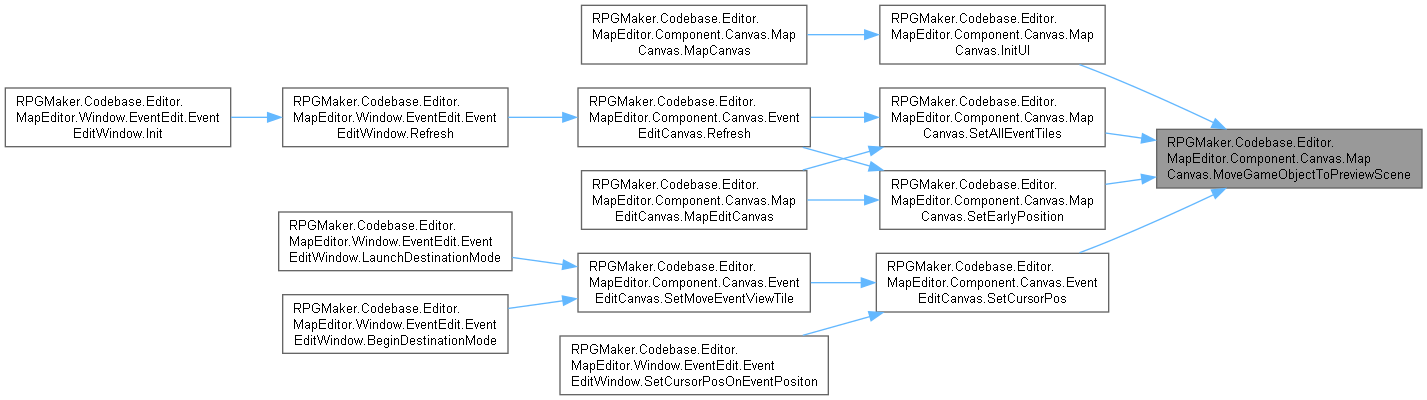 RPGMaker.Codebase.Editor.
MapEditor.Component.Canvas.Map
Canvas.MapCanvas
RPGMaker.Codebase.Editor.
MapEditor.Component.Canvas.Map
Canvas.InitUI
RPGMaker.Codebase.Editor.
MapEditor.Window.EventEdit.Event
EditWindow.Init
RPGMaker.Codebase.Editor.
MapEditor.Window.EventEdit.Event
EditWindow.Refresh
RPGMaker.Codebase.Editor.
MapEditor.Component.Canvas.Event
EditCanvas.Refresh
RPGMaker.Codebase.Editor.
MapEditor.Component.Canvas.Map
Canvas.SetAllEventTiles
RPGMaker.Codebase.Editor.
MapEditor.Component.Canvas.Map
Canvas.MoveGameObjectToPreviewScene
RPGMaker.Codebase.Editor.
MapEditor.Component.Canvas.Map
EditCanvas.MapEditCanvas
RPGMaker.Codebase.Editor.
MapEditor.Component.Canvas.Map
Canvas.SetEarlyPosition
RPGMaker.Codebase.Editor.
MapEditor.Window.EventEdit.Event
EditWindow.LaunchDestinationMode
RPGMaker.Codebase.Editor.
MapEditor.Component.Canvas.Event
EditCanvas.SetMoveEventViewTile
RPGMaker.Codebase.Editor.
MapEditor.Component.Canvas.Event
EditCanvas.SetCursorPos
RPGMaker.Codebase.Editor.
MapEditor.Window.EventEdit.Event
EditWindow.BeginDestinationMode
RPGMaker.Codebase.Editor.
MapEditor.Window.EventEdit.Event
EditWindow.SetCursorPosOnEventPositon